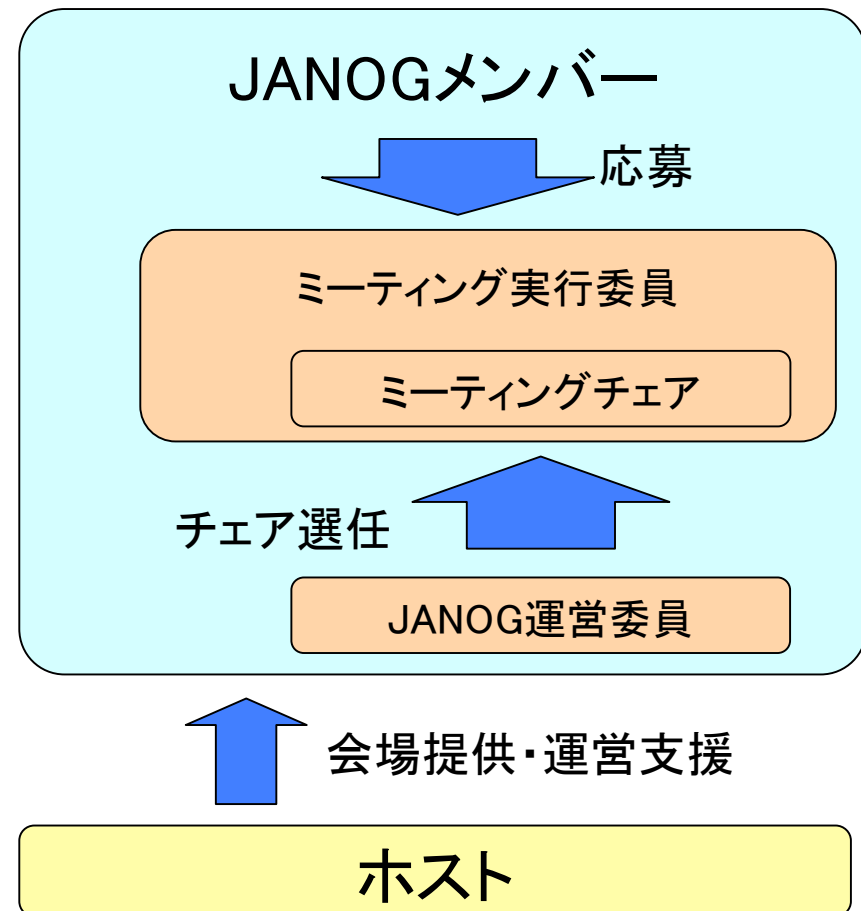 JANOGメンバー
応募
ミーティング実行委員
ミーティングチェア
チェア選任
JANOG運営委員
会場提供・運営支援
ホスト